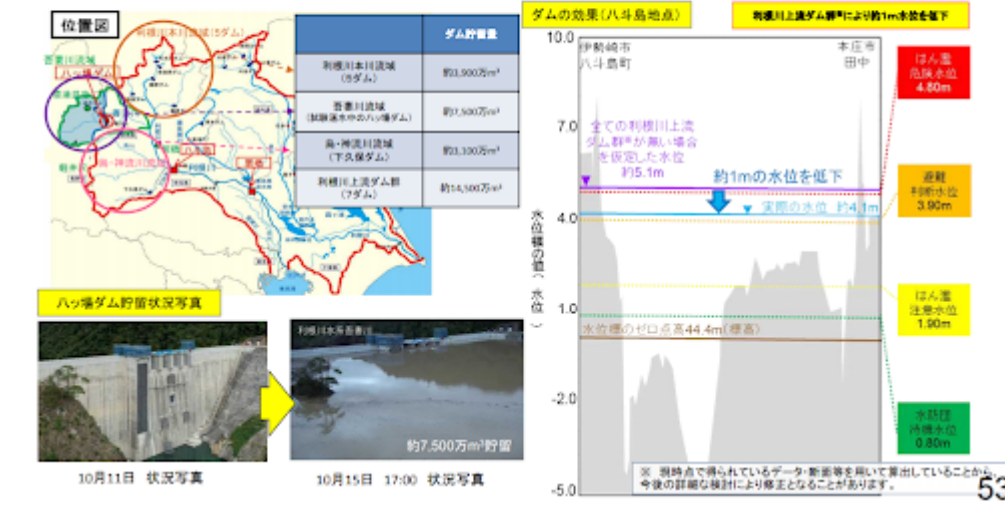 位置図
利根川本川流域(5ダム)
吾妻川流域
八ッ場ダム
烏・神流川流域
八斗島
ダム貯留量
利根川本川流域
(5ダム)
約3,900万m³
吾妻川流域
(試験湛水中の八ッ場ダム)
約7,500万m³
烏・神流川流域
(下久保ダム)
約3,100万m³
利根川上流ダム群
(7ダム)
約14,500万m³
八ッ場ダム貯留状況写真
利根川水系吾妻川
約7,500万m³貯留
10月11日 状況写真
10月15日 17:00 状況写真
ダムの効果(八斗島地点)
利根川上流ダム群※により約1m水位を低下
10.0
7.0
4.0
1.0
-2.0
-5.0
水位標の値(水位)
伊勢崎市
八斗島町
本庄市
田中
全ての利根川上流
ダム群※が無い場合
を仮定した水位
約5.1m
約1mの水位を低下
実際の水位 約4.1m
水位標のゼロ点高44.4m(標高)
はん濫
危険水位
4.80m
避難
判断水位
3.90m
はん濫
注意水位
1.90m
水防団
待機水位
0.80m
※ 現時点で得られているデータ・断面等を用いて算出していることから、
今後の詳細な検討により修正となることがあります。
53